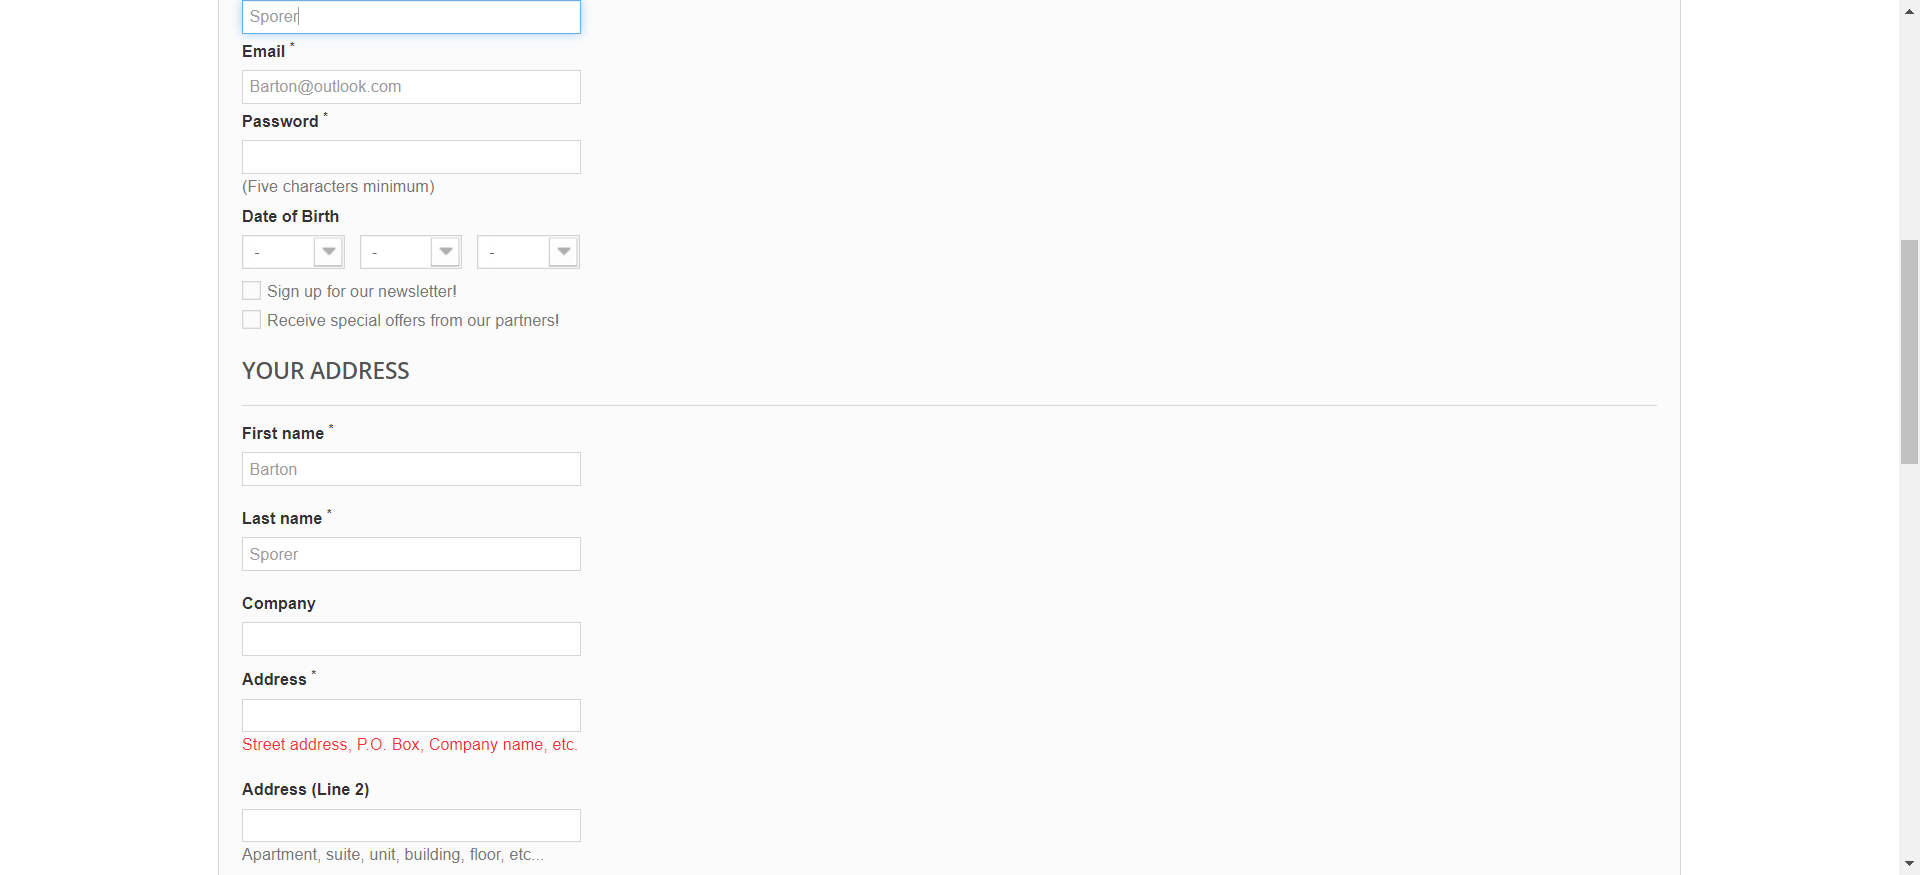 Sporer
Email *
Barton@outlook.com
Password *
(Five characters minimum)
Date of Birth
- - -
Sign up for our newsletter!
Receive special offers from our partners!
YOUR ADDRESS
First name *
Barton
Last name *
Sporer
Company
Address *
Street address, P.O. Box, Company name, etc.
Address (Line 2)
Apartment, suite, unit, building, floor, etc...